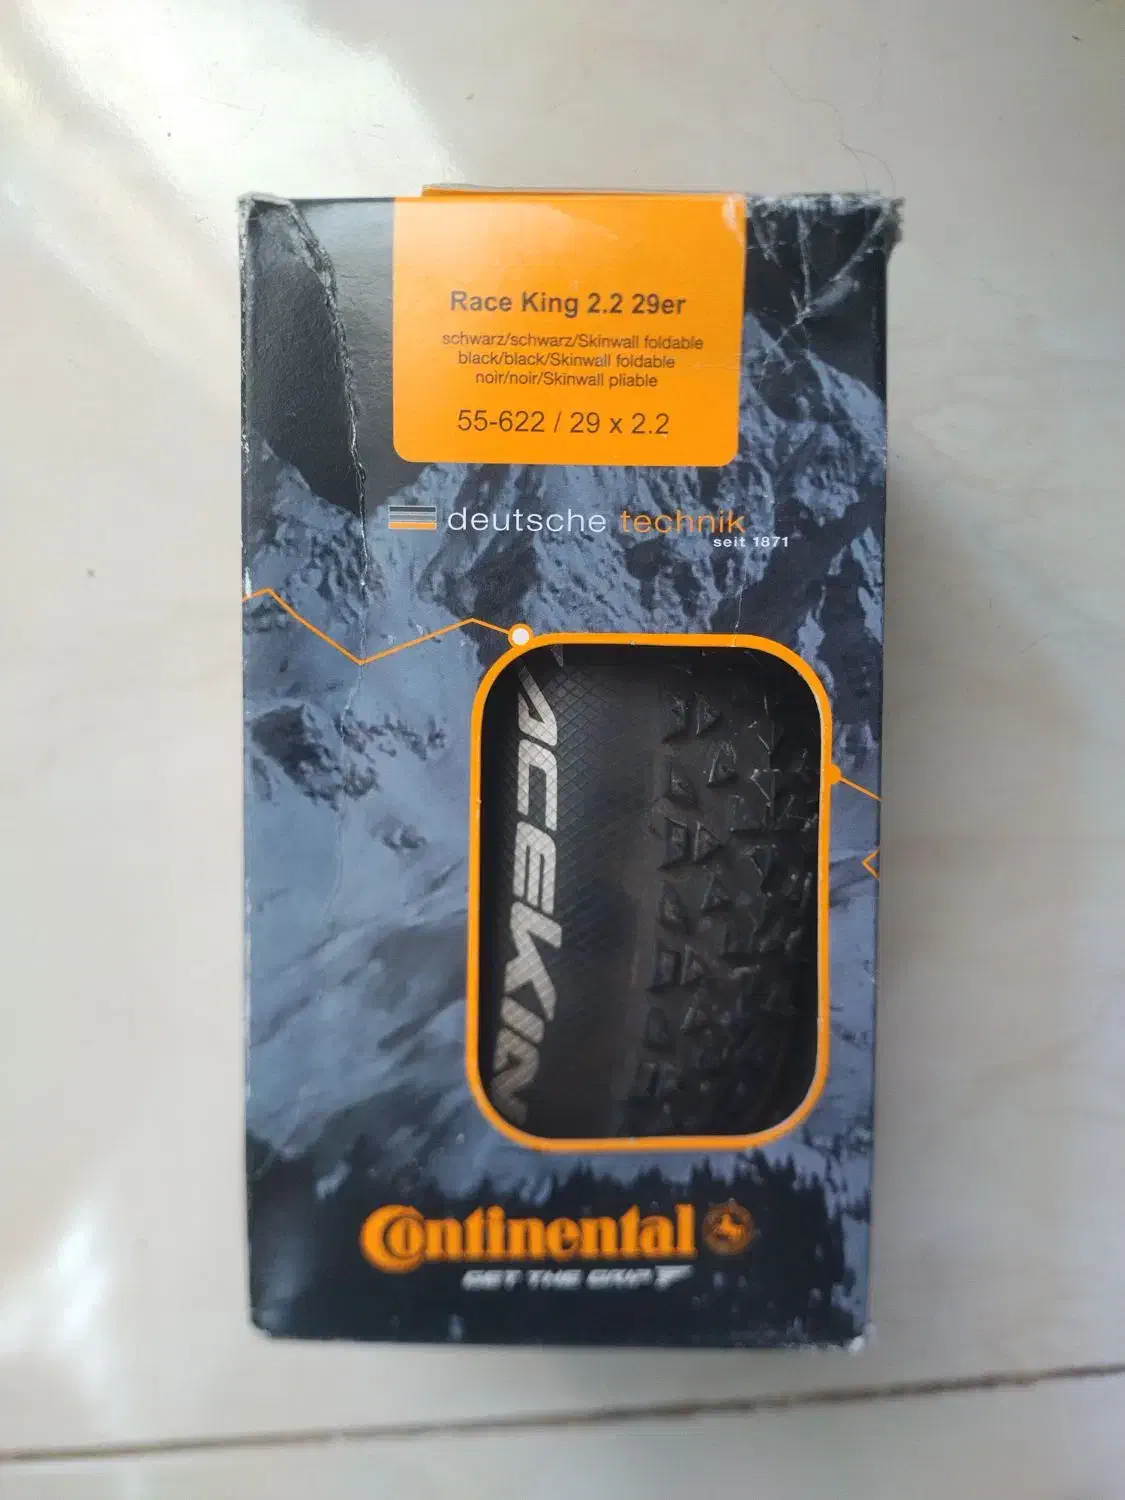 Race King 2.2 29er
schwarz/schwarz/Skinwall foldable
black/black/Skinwall foldable
noir/noir/Skinwall pliable
55-622 / 29 x 2.2
deutsche technik
seit 1871
ACEKIN
Continental
GET THE GRIP